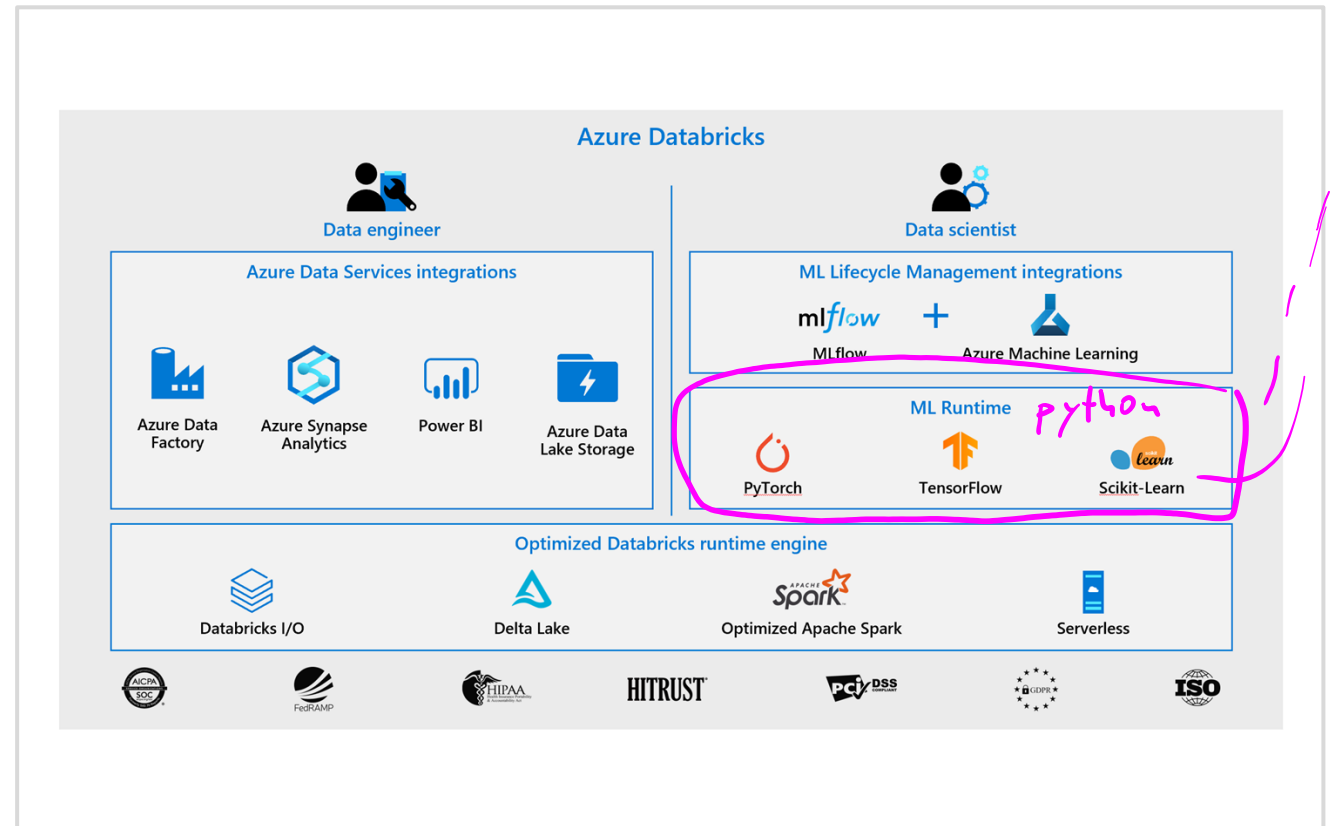 Azure Databricks
Data engineer
Data scientist
Azure Data Services integrations
Azure Data
Factory
Azure Synapse
Analytics
Power BI
Azure Data
Lake Storage
ML Lifecycle Management integrations
mlflow
+
MLflow
Azure Machine Learning
ML Runtime
python
PyTorch
TensorFlow
learn
Scikit-Learn
Optimized Databricks runtime engine
Databricks I/O
Delta Lake
APACHE
Spark
Optimized Apache Spark
Serverless
AICPA
SOC
FedRAMP
HIPAA
HITRUST
PCI DSS
COMPLIANT
GDPR
ISO